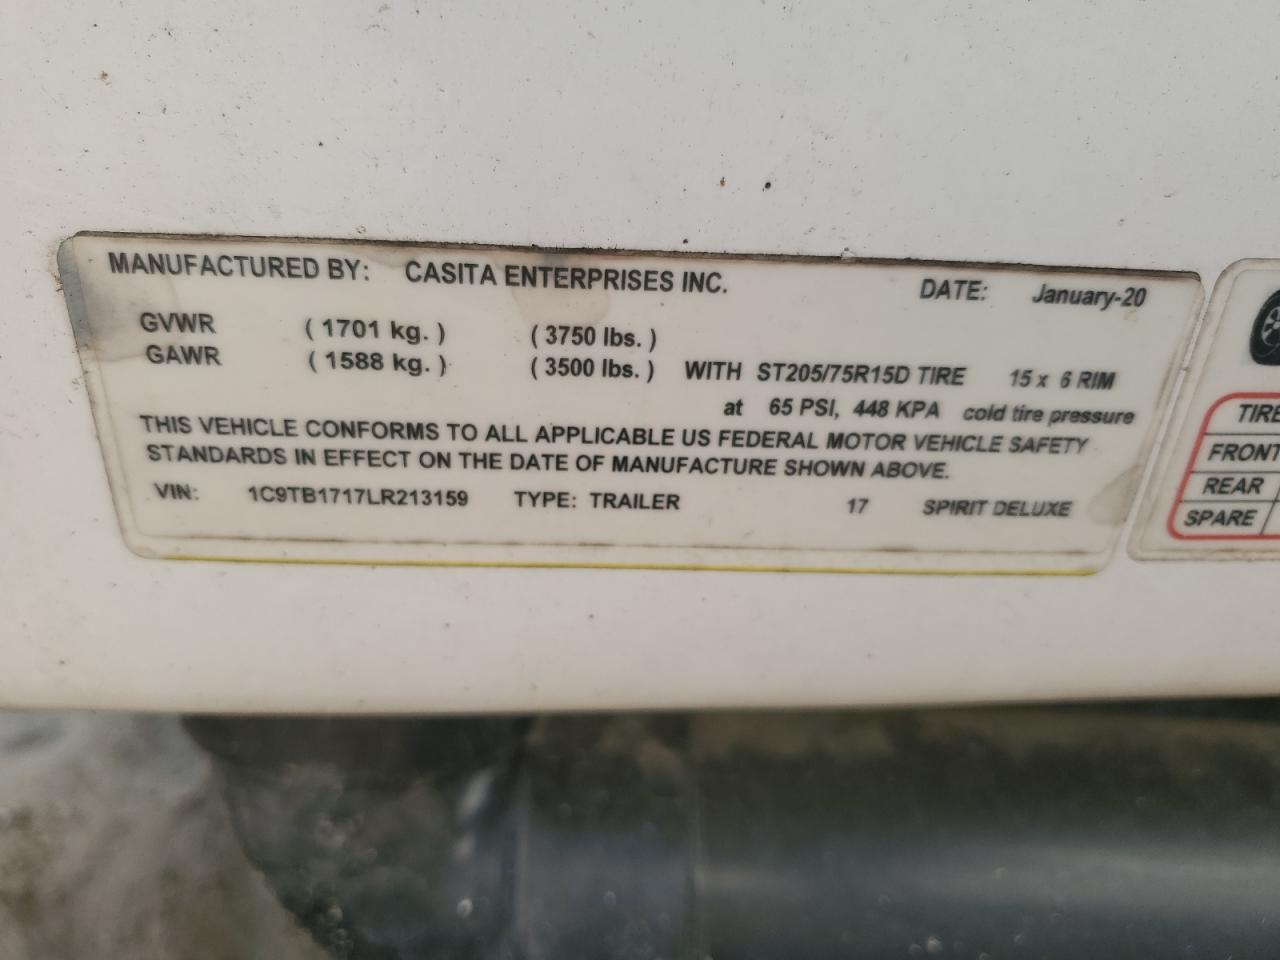 MANUFACTURED BY: CASITA ENTERPRISES INC. DATE: January-20
GVWR ( 1701 kg. ) ( 3750 lbs. )
GAWR ( 1588 kg. ) ( 3500 lbs. ) WITH ST205/75R15D TIRE 15 x 6 RIM
at 65 PSI, 448 KPA cold tire pressure
THIS VEHICLE CONFORMS TO ALL APPLICABLE US FEDERAL MOTOR VEHICLE SAFETY
STANDARDS IN EFFECT ON THE DATE OF MANUFACTURE SHOWN ABOVE.
VIN: 1C9TB1717LR213159 TYPE: TRAILER 17 SPIRIT DELUXE
TIRE
FRONT
REAR
SPARE